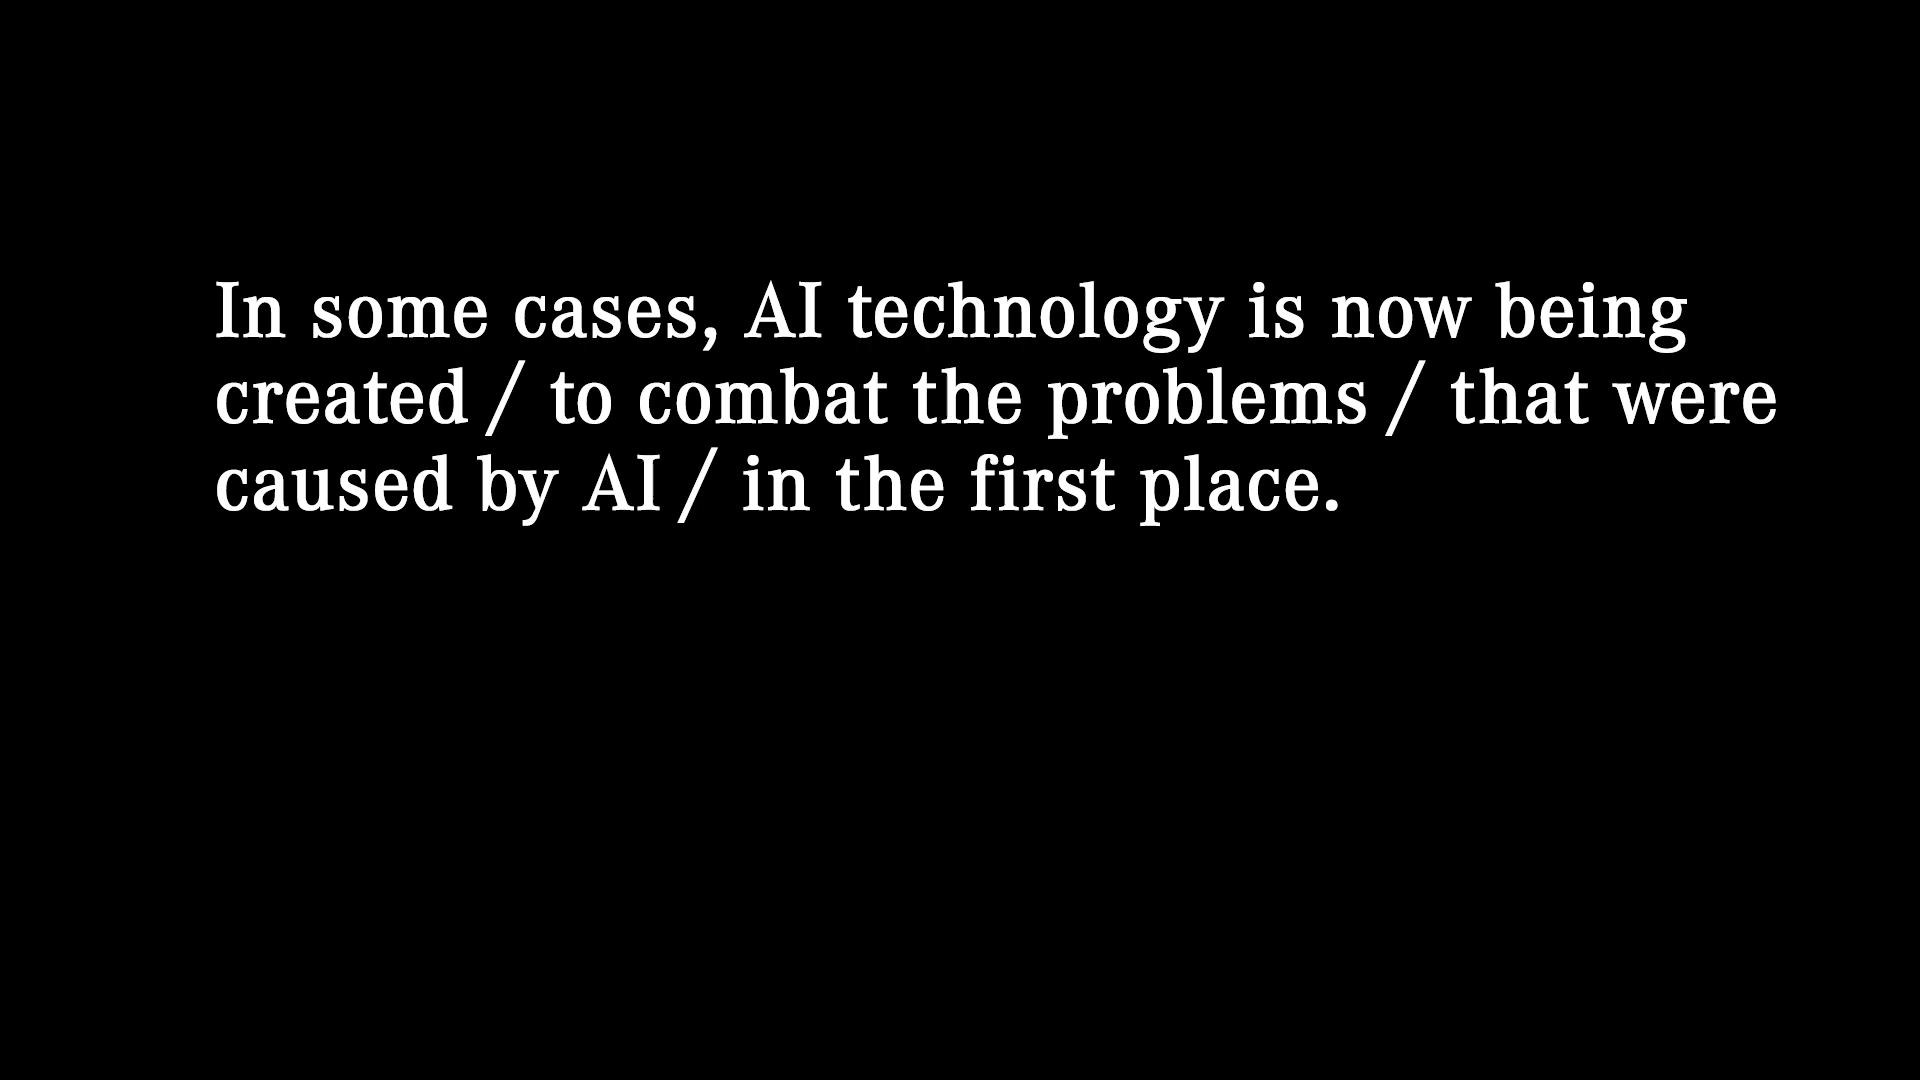 In some cases, AI technology is now being
created / to combat the problems / that were
caused by AI / in the first place.